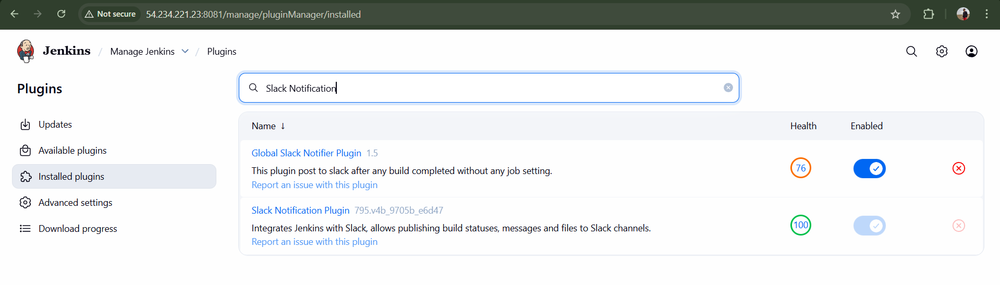 Not secure 54.234.221.23:8081/manage/pluginManager/installed
Jenkins / Manage Jenkins / Plugins
Plugins
Slack Notification
Updates
Available plugins
Installed plugins
Advanced settings
Download progress
Name ↓ Health Enabled
Global Slack Notifier Plugin 1.5
This plugin post to slack after any build completed without any job setting.
Report an issue with this plugin
76
Slack Notification Plugin 795.v4b_9705b_e6d47
Integrates Jenkins with Slack, allows publishing build statuses, messages and files to Slack channels.
Report an issue with this plugin
100